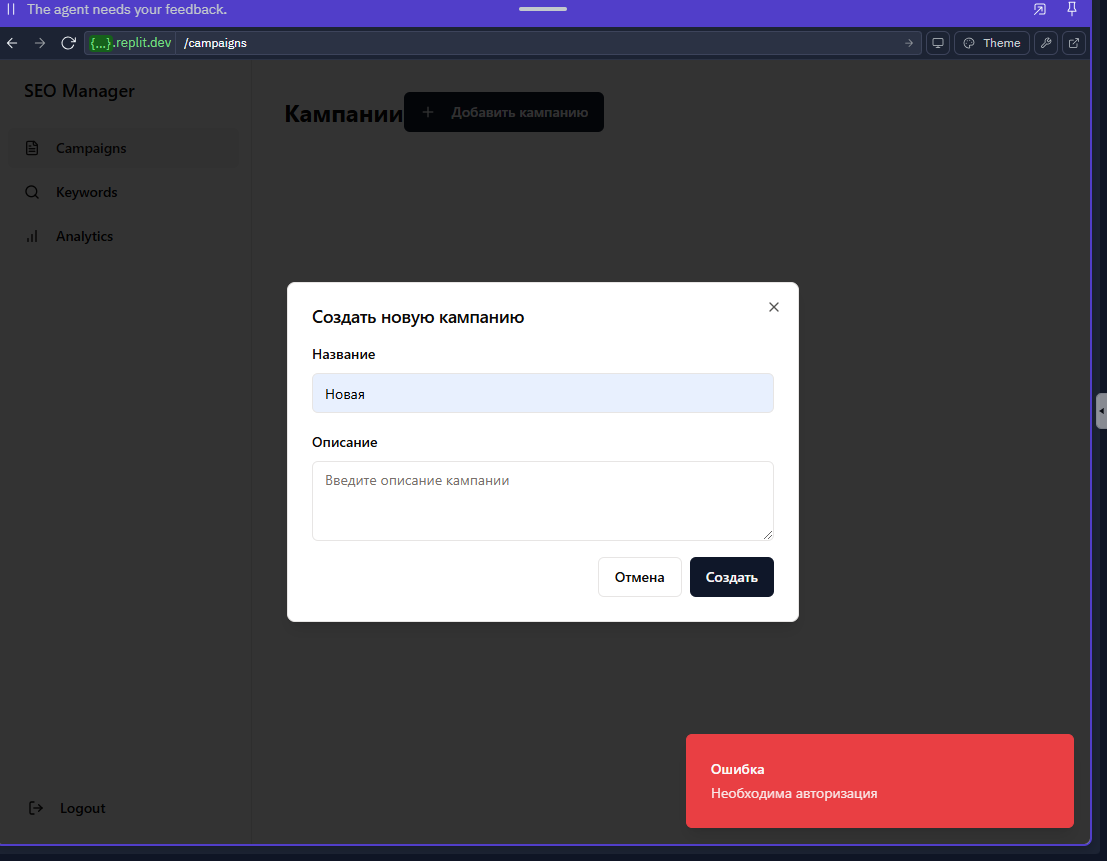 The agent needs your feedback.
{...}.replit.dev /campaigns
Theme
SEO Manager
Campaigns
Keywords
Analytics
Logout
Кампании
+ Добавить кампанию
Создать новую кампанию
Название
Новая
Описание
Введите описание кампании
Отмена
Создать
Ошибка
Необходима авторизация